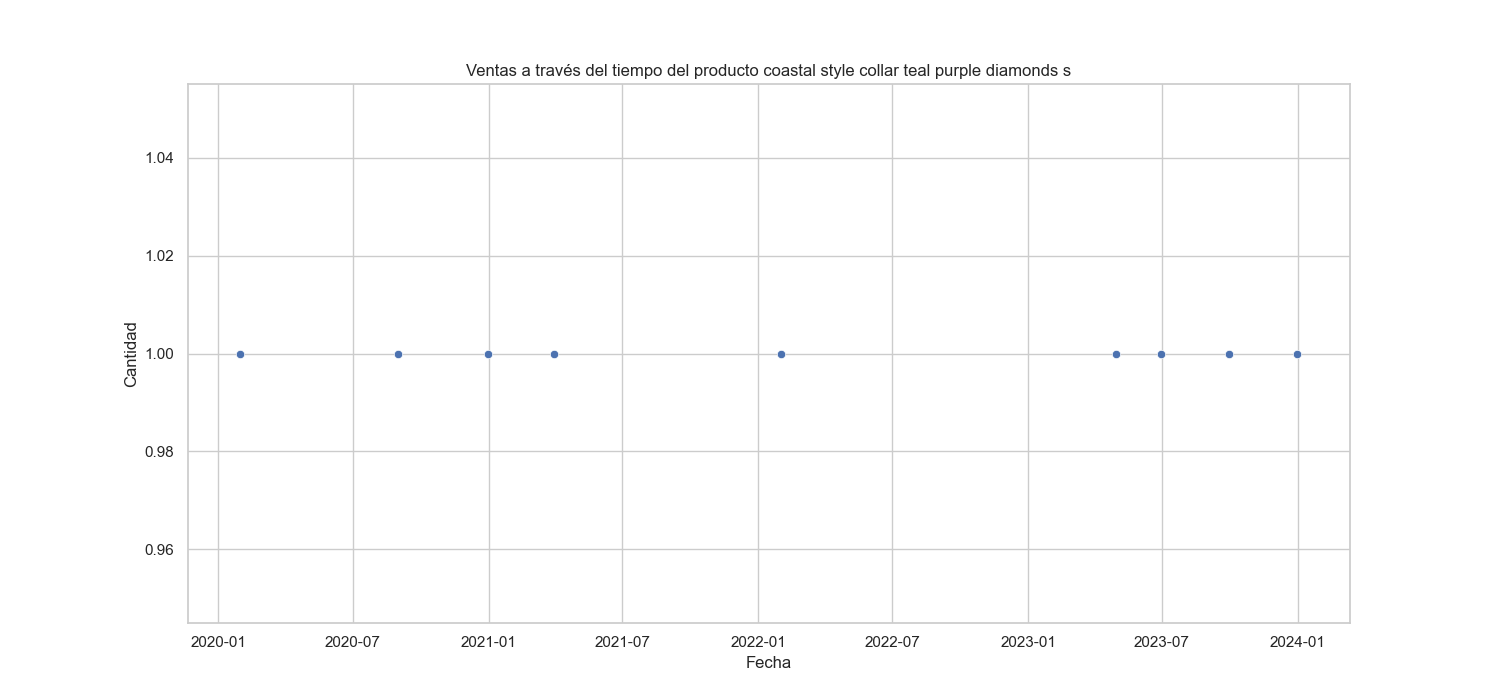 Ventas a través del tiempo del producto coastal style collar teal purple diamonds s
Cantidad
1.04
1.02
1.00
0.98
0.96
2020-01 2020-07 2021-01 2021-07 2022-01 2022-07 2023-01 2023-07 2024-01
Fecha